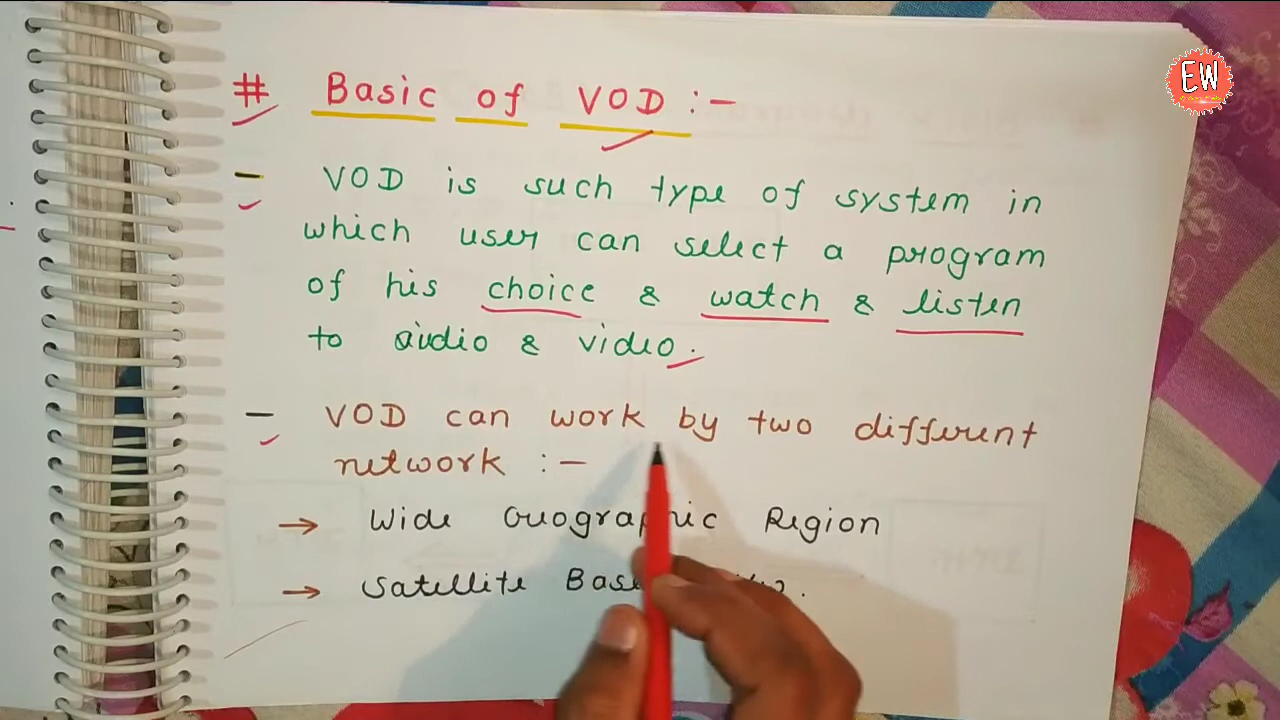 EW
# Basic of VOD :-
- VOD is such type of system in
which user can select a program
of his choice & watch & listen
to audio & video.
- VOD can work by two different
network :-
→ Wide Geographic Region
→ Satellite